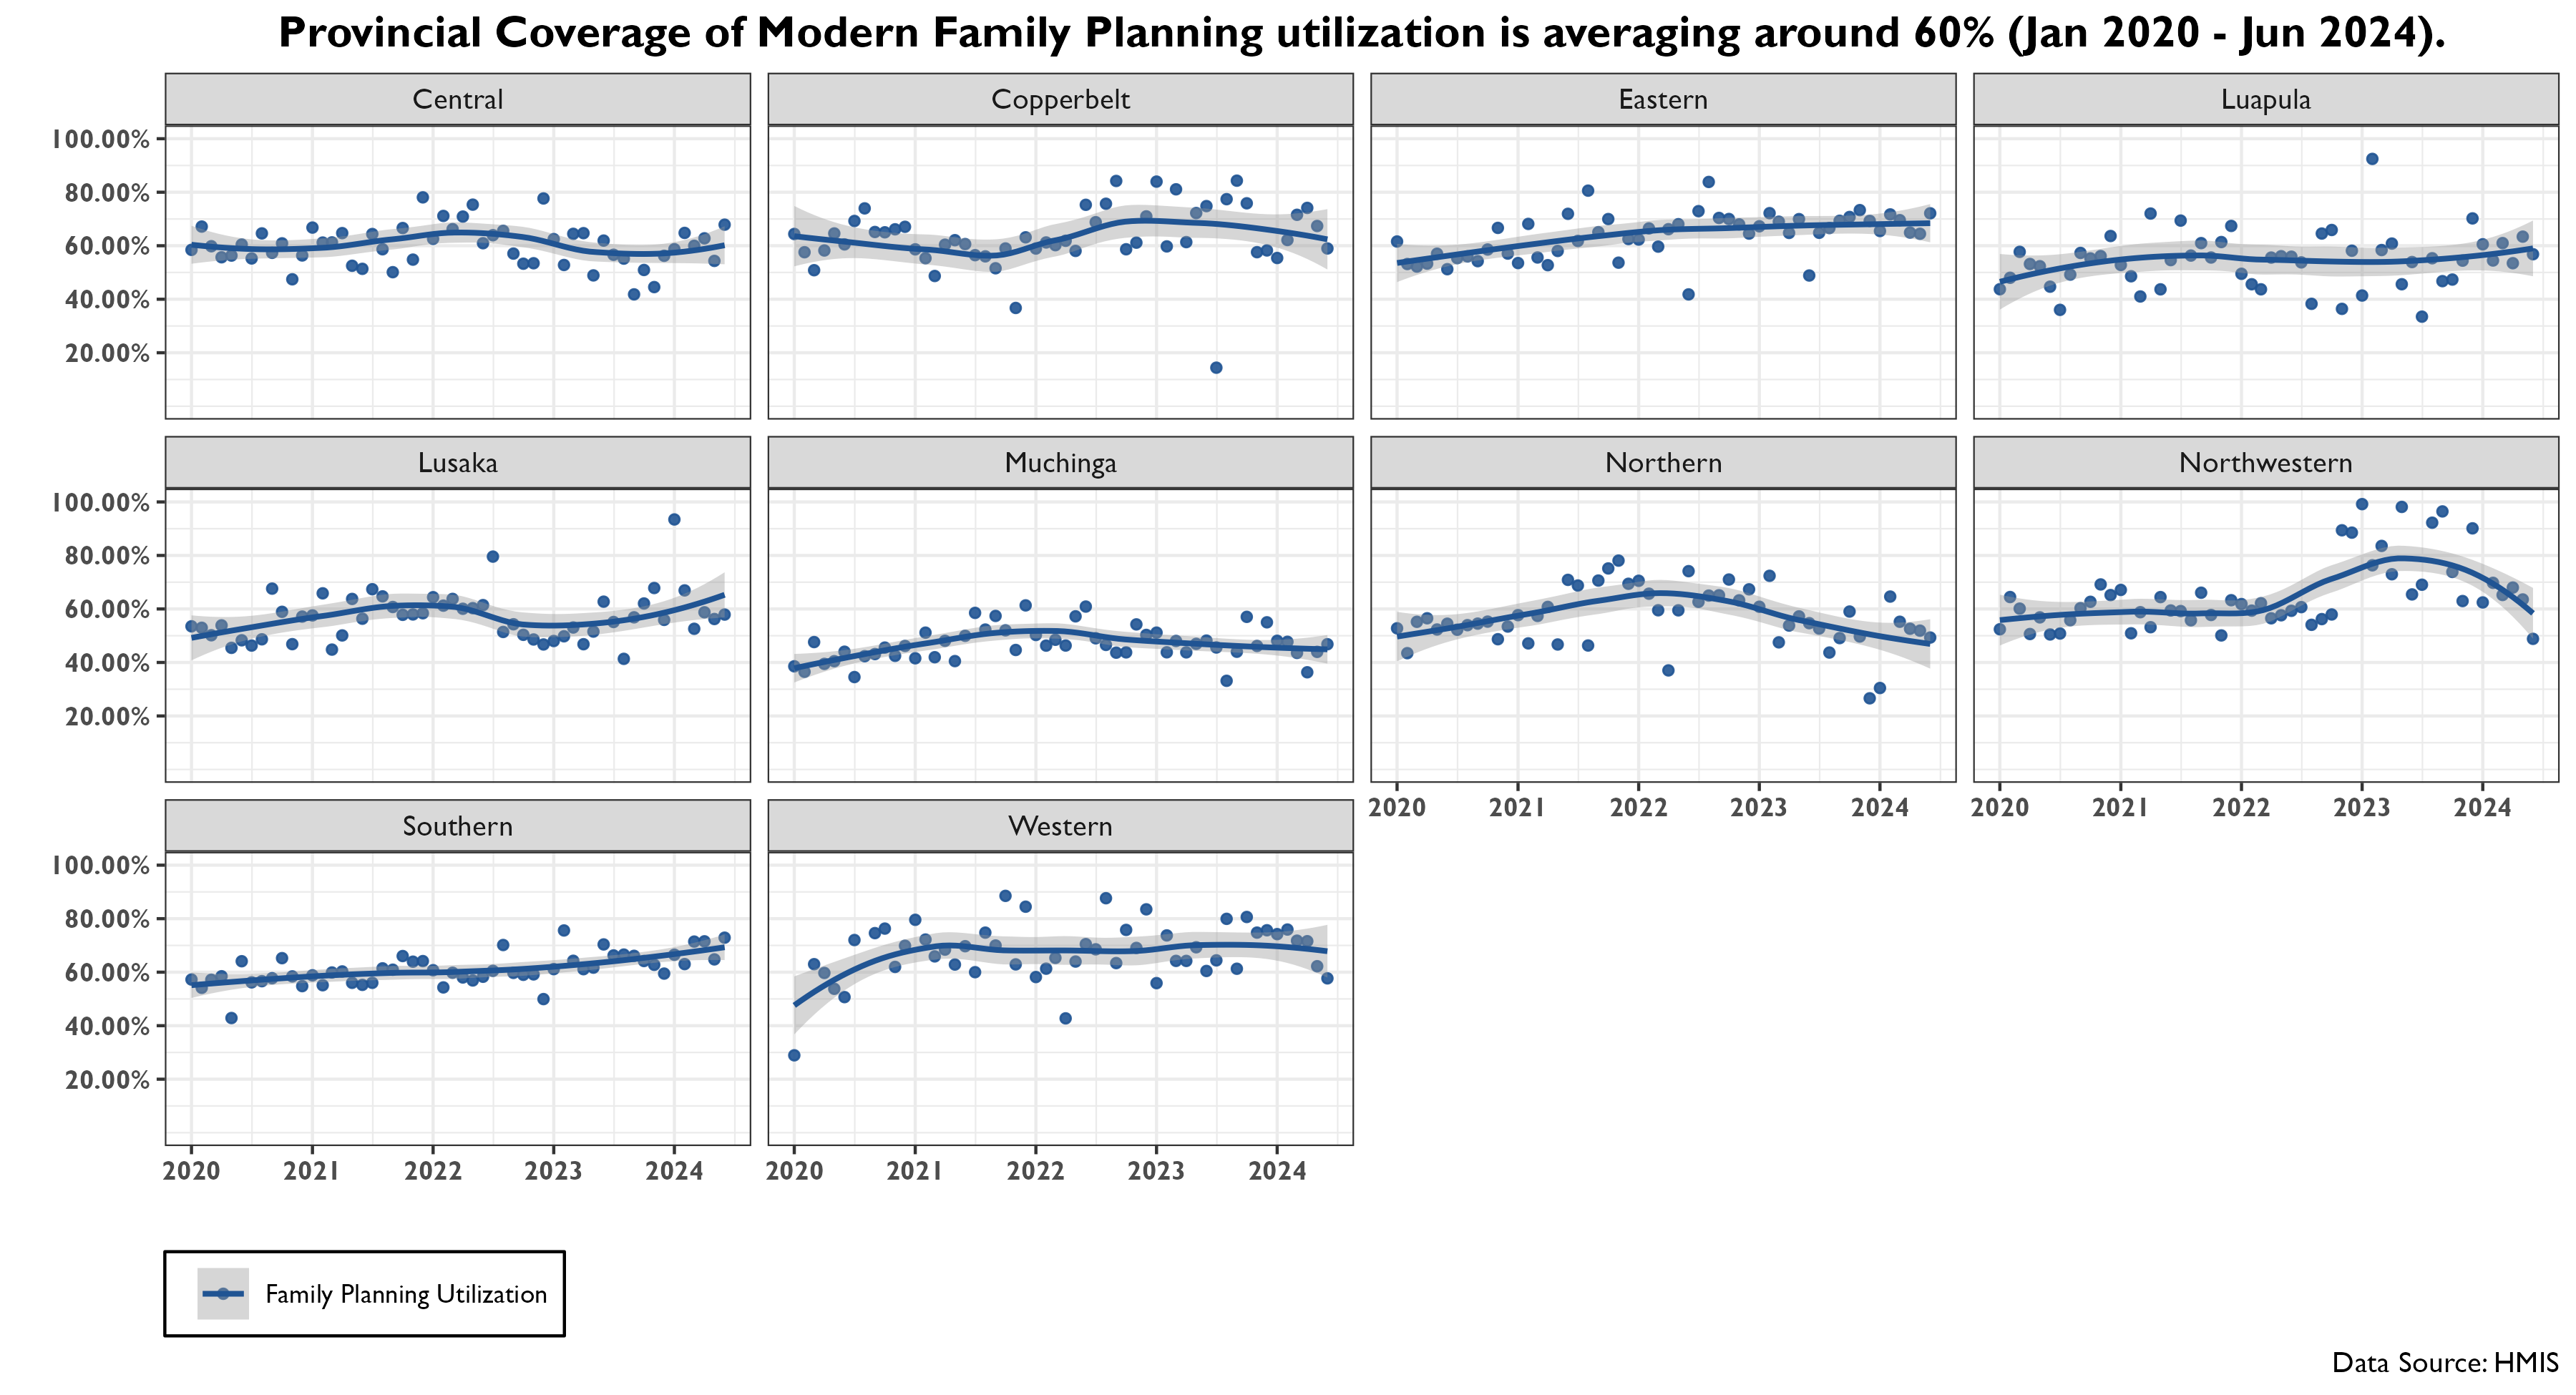 Provincial Coverage of Modern Family Planning utilization is averaging around 60% (Jan 2020 - Jun 2024).
Central Copperbelt Eastern Luapula
100.00%
80.00%
60.00%
40.00%
20.00%
Lusaka Muchinga Northern Northwestern
100.00%
80.00%
60.00%
40.00%
20.00%
2020 2021 2022 2023 2024 2020 2021 2022 2023 2024
Southern Western
100.00%
80.00%
60.00%
40.00%
20.00%
2020 2021 2022 2023 2024 2020 2021 2022 2023 2024
Family Planning Utilization
Data Source: HMIS